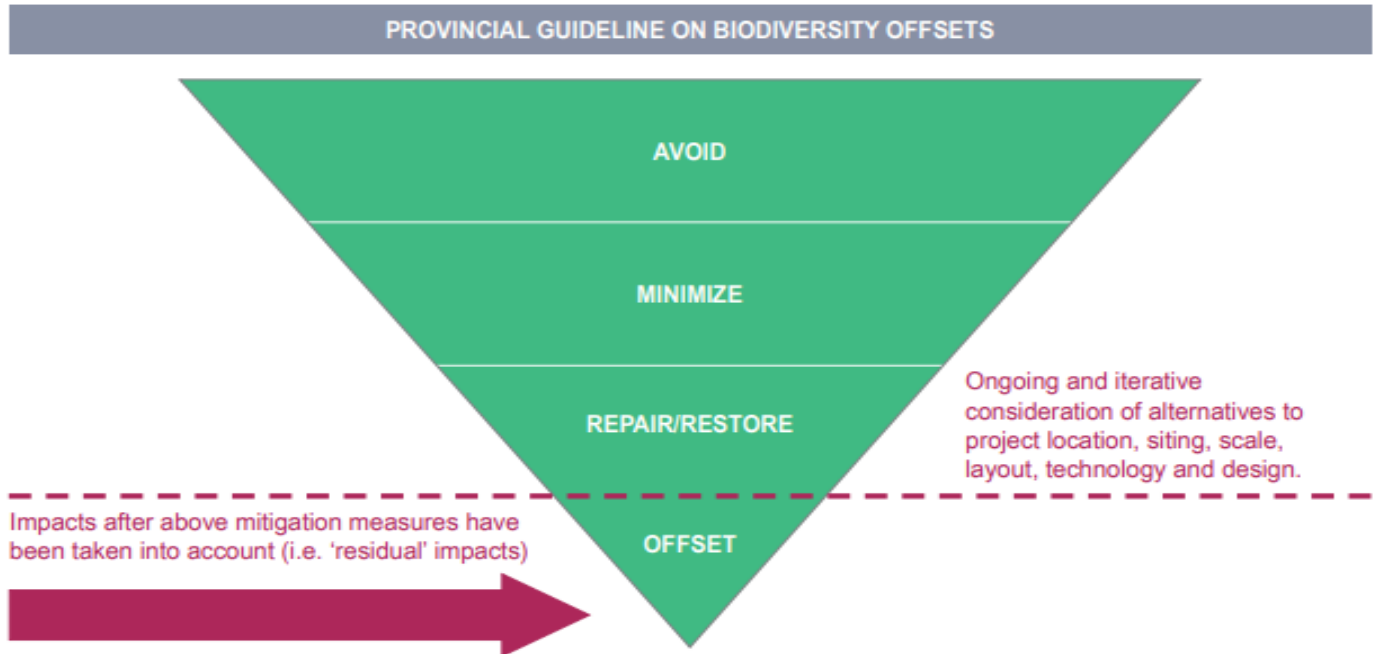 PROVINCIAL GUIDELINE ON BIODIVERSITY OFFSETS
AVOID
MINIMIZE
REPAIR/RESTORE
Ongoing and iterative
consideration of alternatives to
project location, siting, scale,
layout, technology and design.
Impacts after above mitigation measures have
been taken into account (i.e. ‘residual’ impacts)
OFFSET